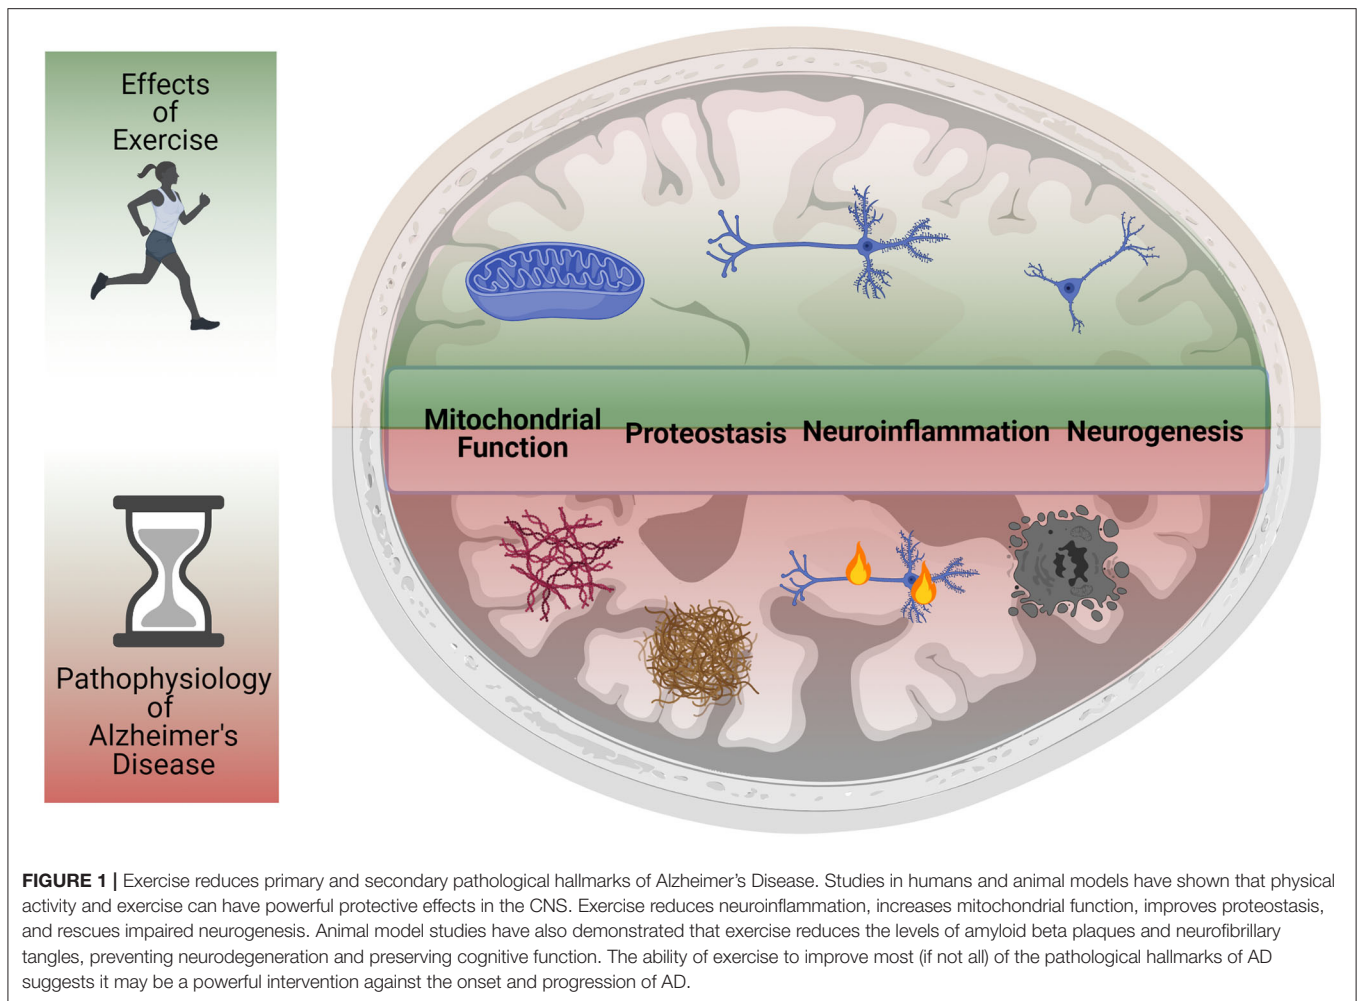 Effects
of
Exercise
Mitochondrial
Function
Proteostasis
Neuroinflammation
Neurogenesis
Pathophysiology
of
Alzheimer's
Disease
FIGURE 1 | Exercise reduces primary and secondary pathological hallmarks of Alzheimer’s Disease. Studies in humans and animal models have shown that physical
activity and exercise can have powerful protective effects in the CNS. Exercise reduces neuroinflammation, increases mitochondrial function, improves proteostasis,
and rescues impaired neurogenesis. Animal model studies have also demonstrated that exercise reduces the levels of amyloid beta plaques and neurofibrillary
tangles, preventing neurodegeneration and preserving cognitive function. The ability of exercise to improve most (if not all) of the pathological hallmarks of AD
suggests it may be a powerful intervention against the onset and progression of AD.